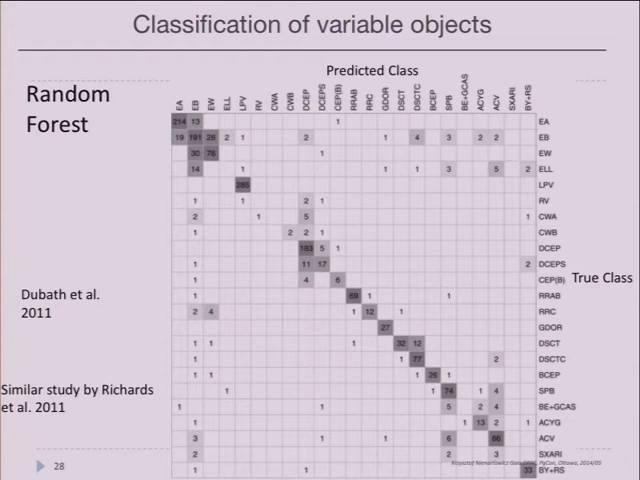 Classification of variable objects
Random
Forest
Predicted Class
EA EB EW ELL LPV RV CWA CWB DCEP DCEPS CEP(B) RRAB RRC GDOR DSCT DSCTC BCEP SPB BE+GCAS ACYG ACV SXARI BY+RS
214 13 1 EA
19 191 28 2 1 2 1 4 3 2 2 EB
30 76 1 EW
14 1 1 1 3 5 2 ELL
285 LPV
1 1 2 1 RV
2 1 5 1 CWA
1 2 2 1 CWB
183 5 1 DCEP
1 11 17 2 DCEPS
1 4 6 CEP(B)
True Class
69 1 1 RRAB
2 4 1 12 1 RRC
27 GDOR
1 1 1 32 12 DSCT
1 1 77 2 DSCTC
1 1 1 26 1 BCEP
1 1 74 1 4 SPB
1 1 5 2 4 BE+GCAS
1 1 13 2 1 ACYG
3 1 1 6 66 ACV
2 2 3 SXARI
1 1 33 BY+RS
Dubath et al.
2011
Similar study by Richards
et al. 2011
28
Ottawa, 2014/05